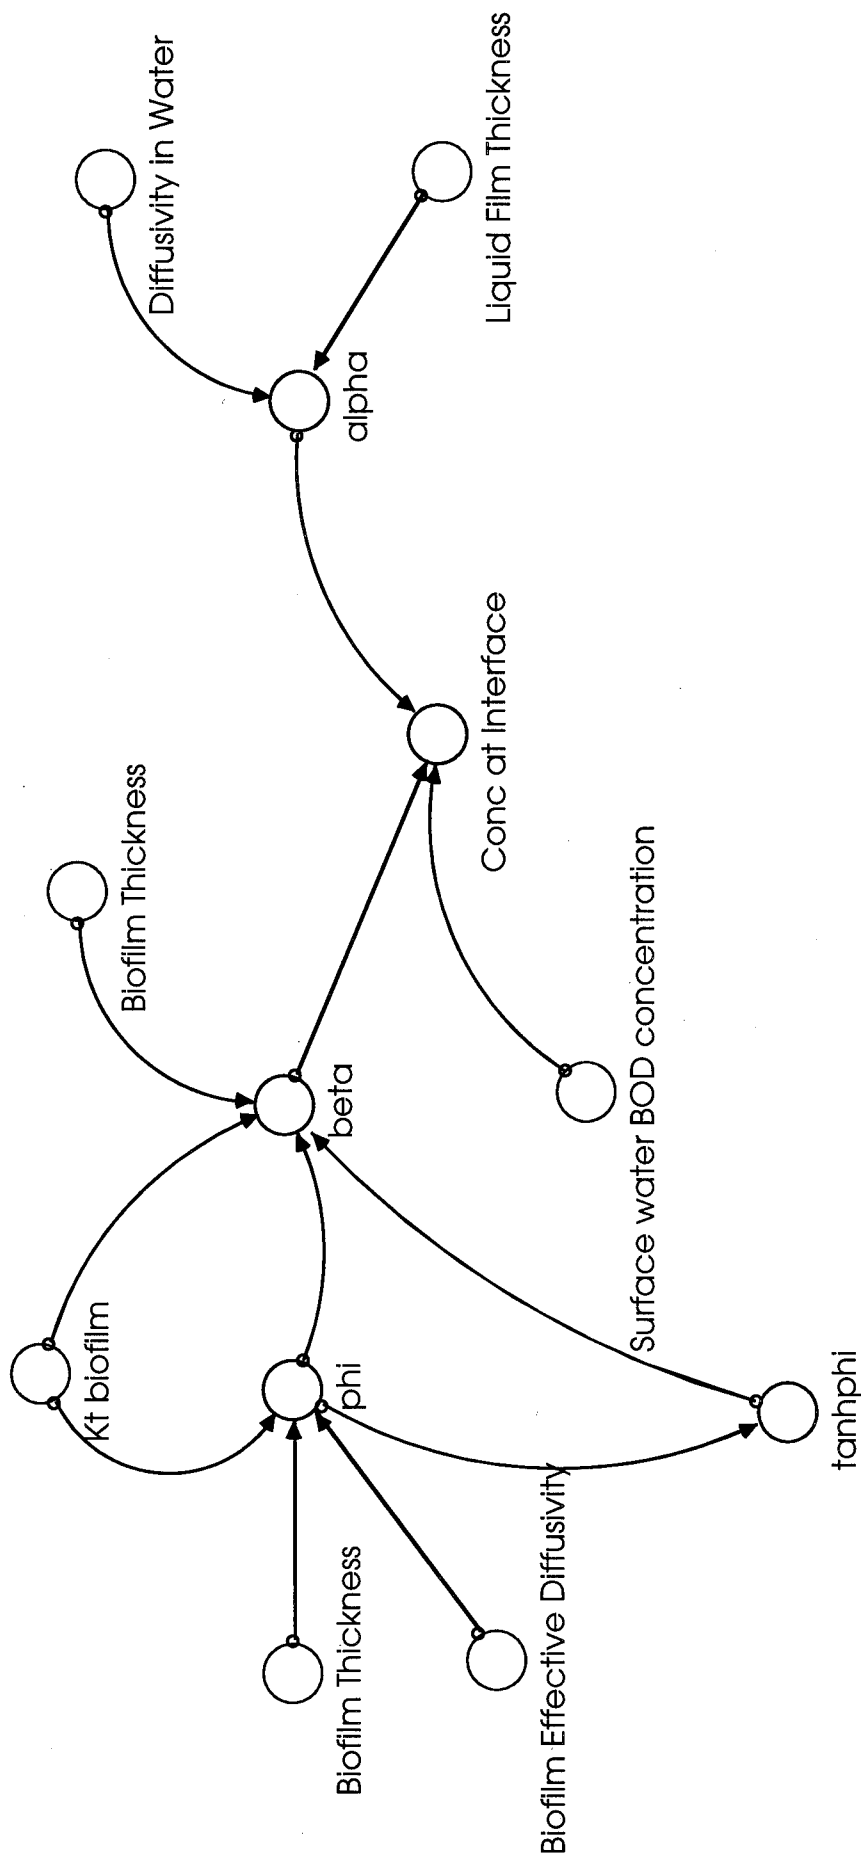 Kt biofilm
Biofilm Thickness
Diffusivity in Water
Biofilm Thickness
phi
beta
alpha
Biofilm Effective Diffusivity
Conc at Interface
Liquid Film Thickness
Surface water BOD concentration
tanhphi